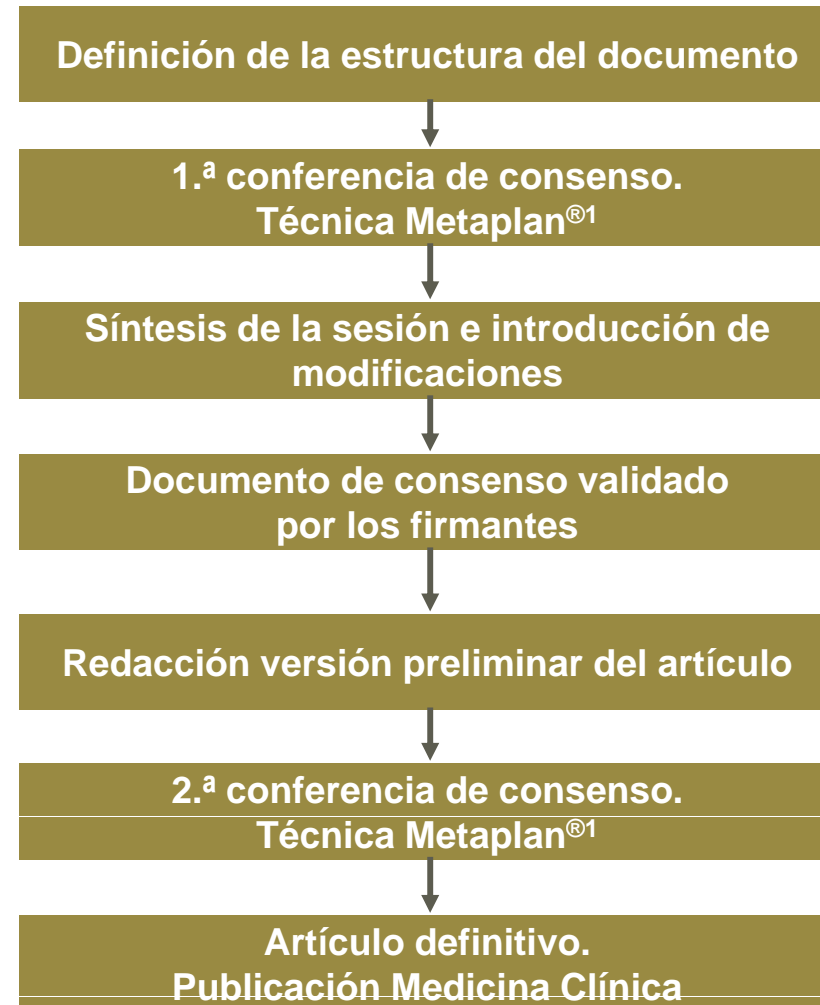 Definición de la estructura del documento
1.ª conferencia de consenso.
Técnica Metaplan®1
Síntesis de la sesión e introducción de
modificaciones
Documento de consenso validado
por los firmantes
Redacción versión preliminar del artículo
2.ª conferencia de consenso.
Técnica Metaplan®1
Artículo definitivo.
Publicación Medicina Clínica